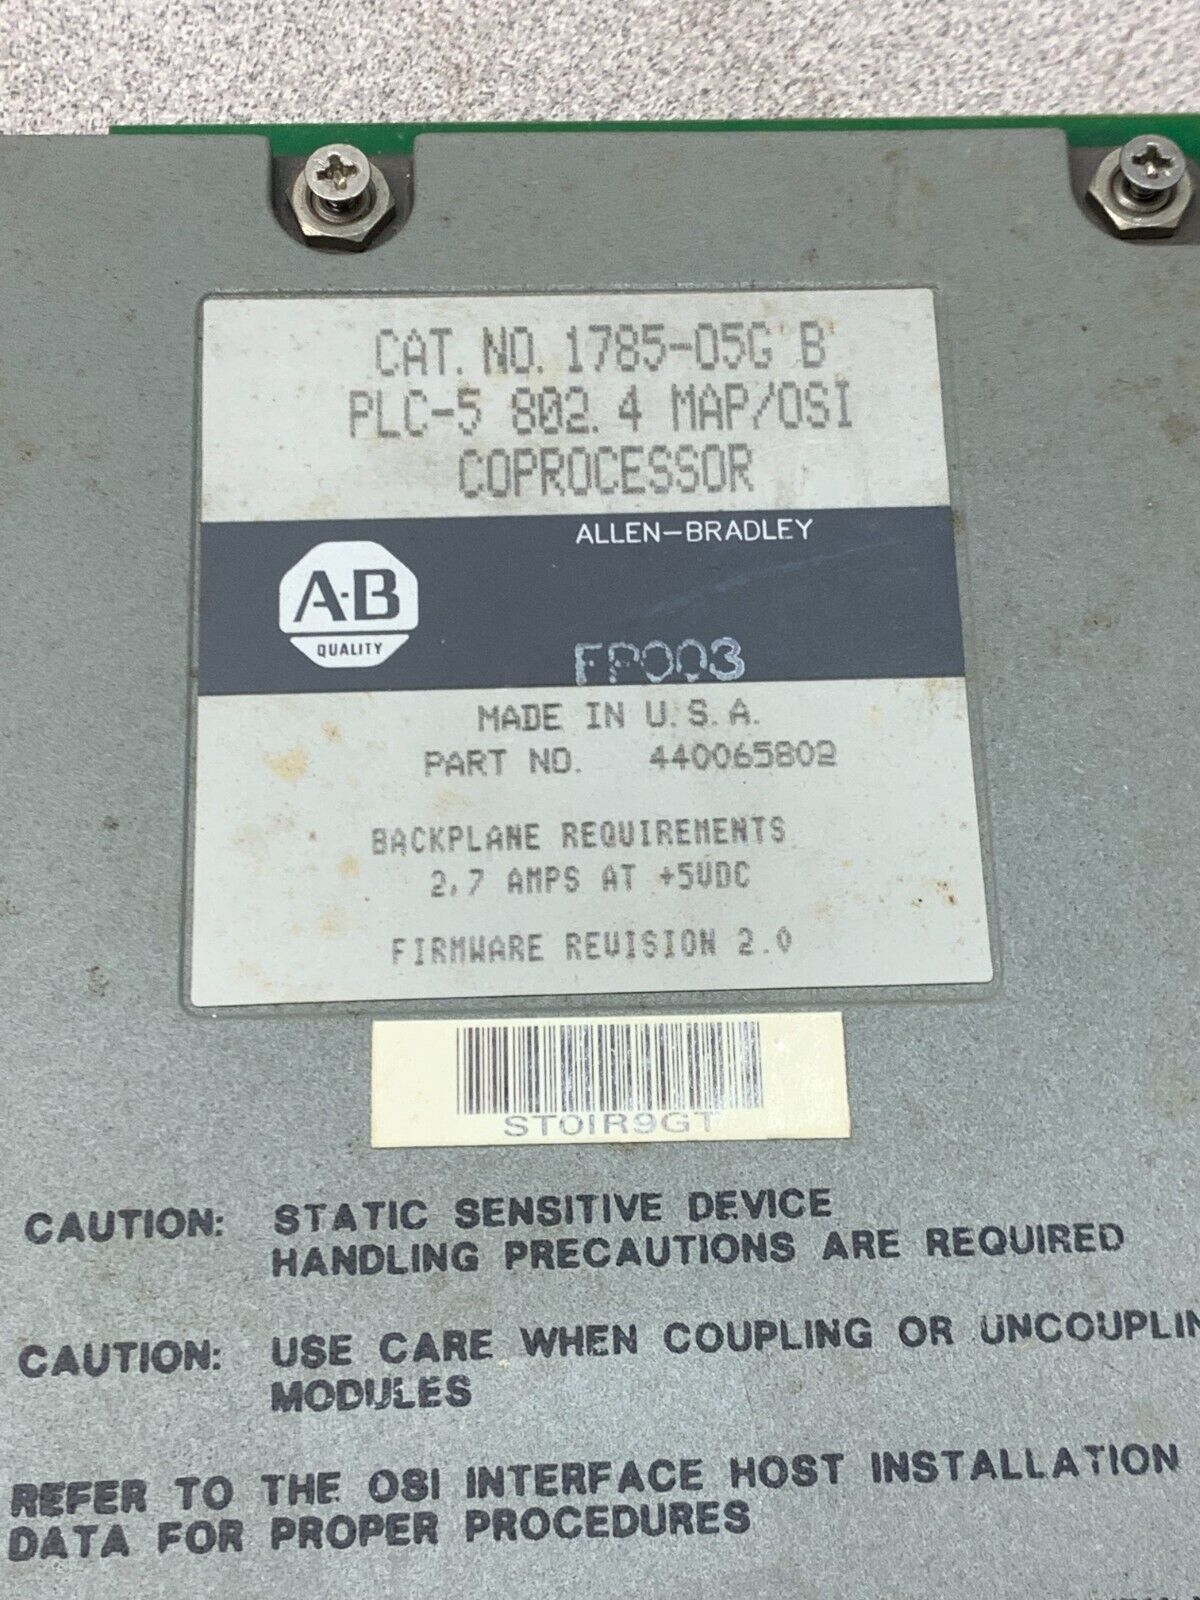 CAT. NO. 1785-05G B
PLC-5 802.4 MAP/OSI
COPROCESSOR
ALLEN-BRADLEY
A-B
QUALITY
FP003
MADE IN U.S.A.
PART NO. 440065802
BACKPLANE REQUIREMENTS
2.7 AMPS AT +5VDC
FIRMWARE REVISION 2.0
ST01R9GT
CAUTION: STATIC SENSITIVE DEVICE
HANDLING PRECAUTIONS ARE REQUIRED
CAUTION: USE CARE WHEN COUPLING OR UNCOUPLIN
MODULES
REFER TO THE OSI INTERFACE HOST INSTALLATION
DATA FOR PROPER PROCEDURES